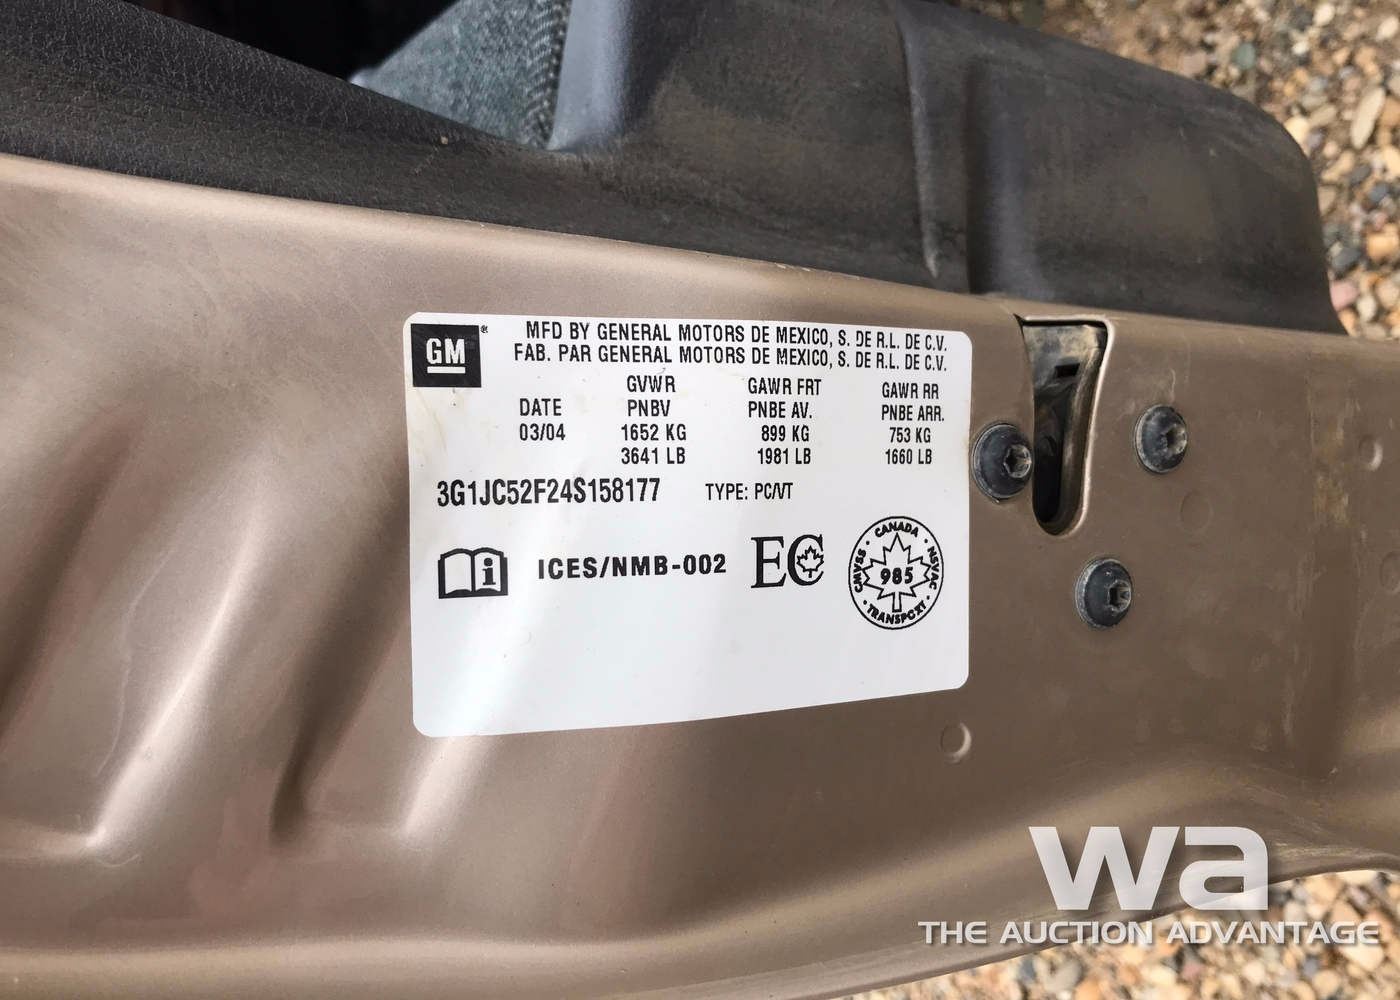 GM
MFD BY GENERAL MOTORS DE MEXICO, S. DE R.L. DE C.V.
FAB. PAR GENERAL MOTORS DE MEXICO, S. DE R.L. DE C.V.
GVWR GAWR FRT GAWR RR
DATE PNBV PNBE AV. PNBE ARR.
03/04 1652 KG 899 KG 753 KG
3641 LB 1981 LB 1660 LB
3G1JC52F24S158177 TYPE: PC/VT
i ICES/NMB-002 EC
CANADA
CMVSS 985 NSVAC
TRANSPORT
wa
THE AUCTION ADVANTAGE